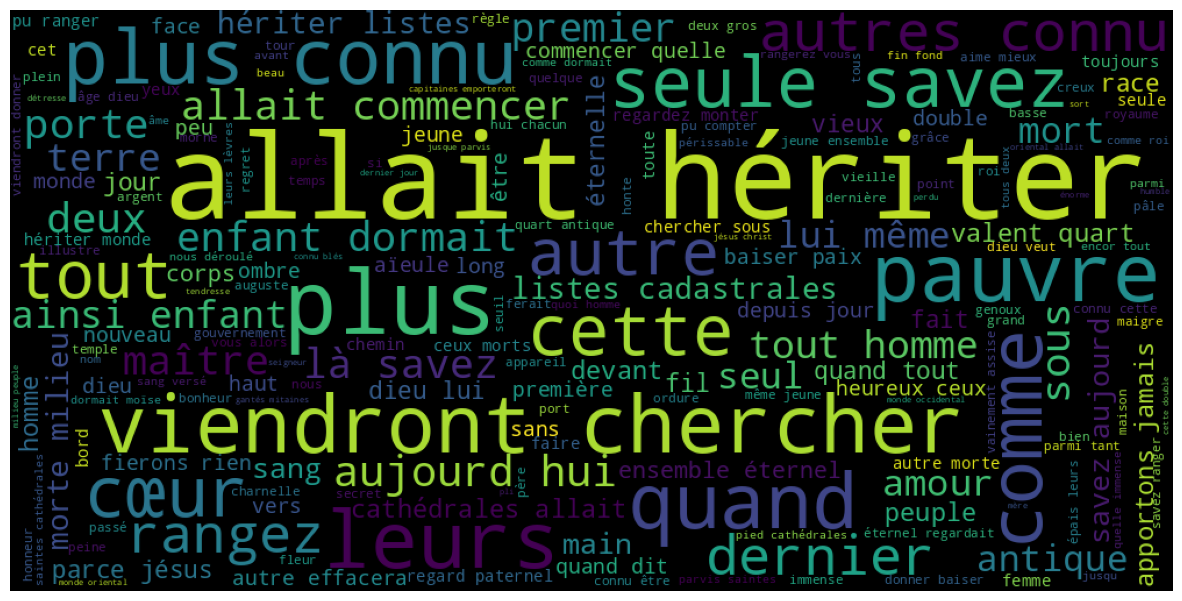 pu ranger
face
hériter listes
règle
premier
deux gros
autres connu
cet
plus connu
tour
avant
commencer quelle
comme dormait
rangerez vous
fin fond
aime mieux
toujours
plein
beau
quelque
seule savez
tous
creux
race
détresse
âge dieu
yeux
capitaines emporteront
éternelle
sort
seule
viendront donner
allait commencer
regardez monter
basse
royaume
porte
âme
peu
morne
jeune
hui chacun
pu compter
vieux
double
mort
terre
jusque parvis
leurs lèvres
regret
périssable
jeune ensemble
grâce
comme roi
après
si
être
toute
oriental allait
monde
jour
temps
dernier jour
allait hériter
honte
vieille
roi
tous deux
parmi
argent
dernière
point
perdu
énorme
humble
pâle
deux
quart antique
chercher sous
jésus christ
hériter monde
enfant dormait
autre
lui même
valent quart
illustre
nous déroulé
connu blés
aïeule
long
baiser paix
dieu veut
encor tout
tout
corps
ombre
auguste
plus
seuil
ferait
quoi homme
listes cadastrales
depuis jour
pauvre
tendresse
fait
genoux
connu cette
ainsi enfant
gouvernement
grand
maigre
nouveau
vous alors
chemin
ceux morts
cette
tout homme
sous
nom
temple
maître
seigneur
là savez
appareil
devant
seul
quand tout
comme
milieu peuple
homme
morte milieu
dieu
sang versé
haut
nous
dieu lui
première
fil
même jeune
heureux ceux
vainement assise
savez aujourd
maison
apportons jamais
cette double
dormait moise
bonheur
gantés mitaines
port
ordure
monde occidental
viendront chercher
sans
faire
bien
parmi tant
bord
fierons rien
sang
aujourd hui
père
ensemble éternel
autre morte
savez ranger
quelle immense
honneur
saintes cathédrales
cœur
charnelle
secret
pli
vers
cathédrales allait
quand
amour
mère
épais leurs
passé
rangez
leurs
main
pied cathédrales
peuple
éternel regardait
peine
parce jésus
fleur
quand dit
dernier
antique
monde oriental
autre effacera
regard paternel
connu être
parvis saintes
immense
donner baiser
femme
jusqu